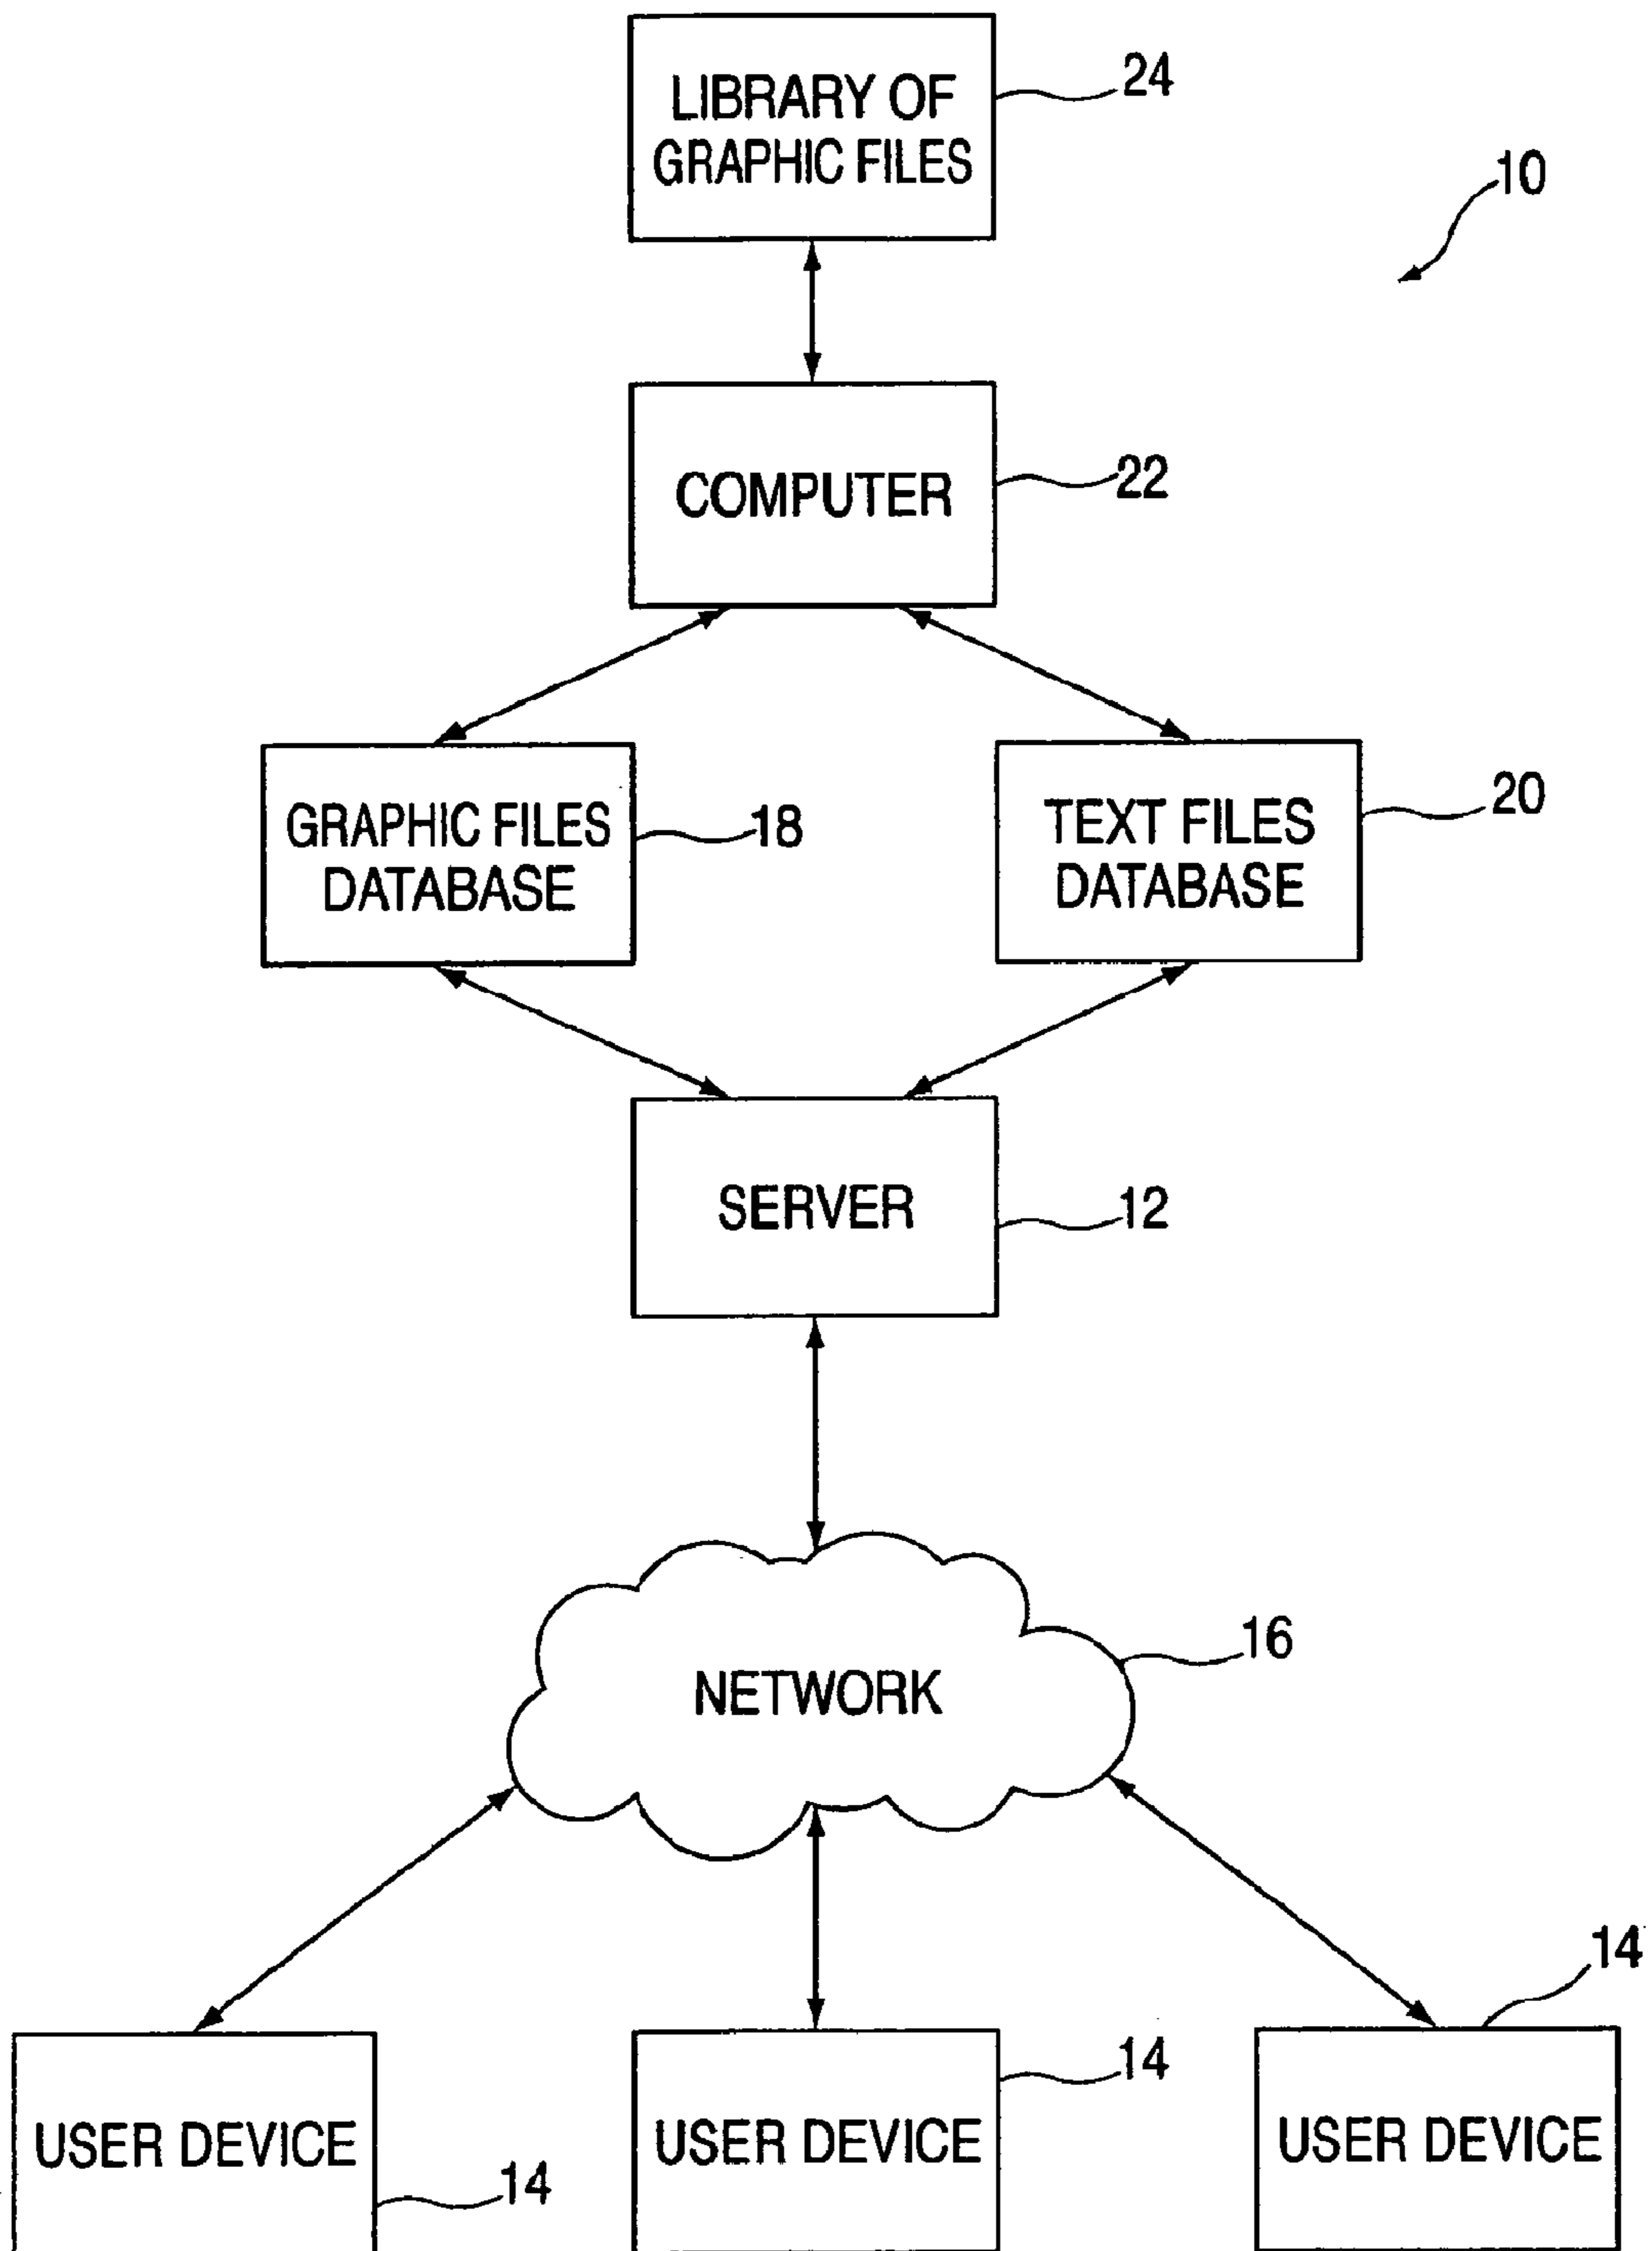 LIBRARY OF
GRAPHIC FILES
24
10
COMPUTER
22
GRAPHIC FILES
DATABASE
18
TEXT FILES
DATABASE
20
SERVER
12
NETWORK
16
USER DEVICE
14
USER DEVICE
14
USER DEVICE
14